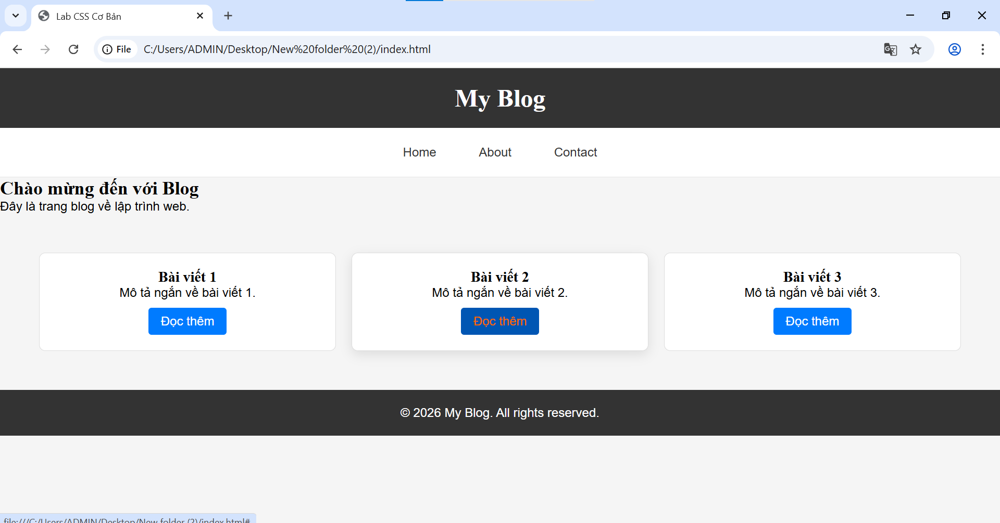 Lab CSS Cơ Bản
File
C:/Users/ADMIN/Desktop/New%20folder%20(2)/index.html
My Blog
Home About Contact
Chào mừng đến với Blog
Đây là trang blog về lập trình web.
Bài viết 1
Mô tả ngắn về bài viết 1.
Đọc thêm
Bài viết 2
Mô tả ngắn về bài viết 2.
Đọc thêm
Bài viết 3
Mô tả ngắn về bài viết 3.
Đọc thêm
© 2026 My Blog. All rights reserved.
file:///C:/Users/ADMIN/Desktop/New folder (2)/index.html#